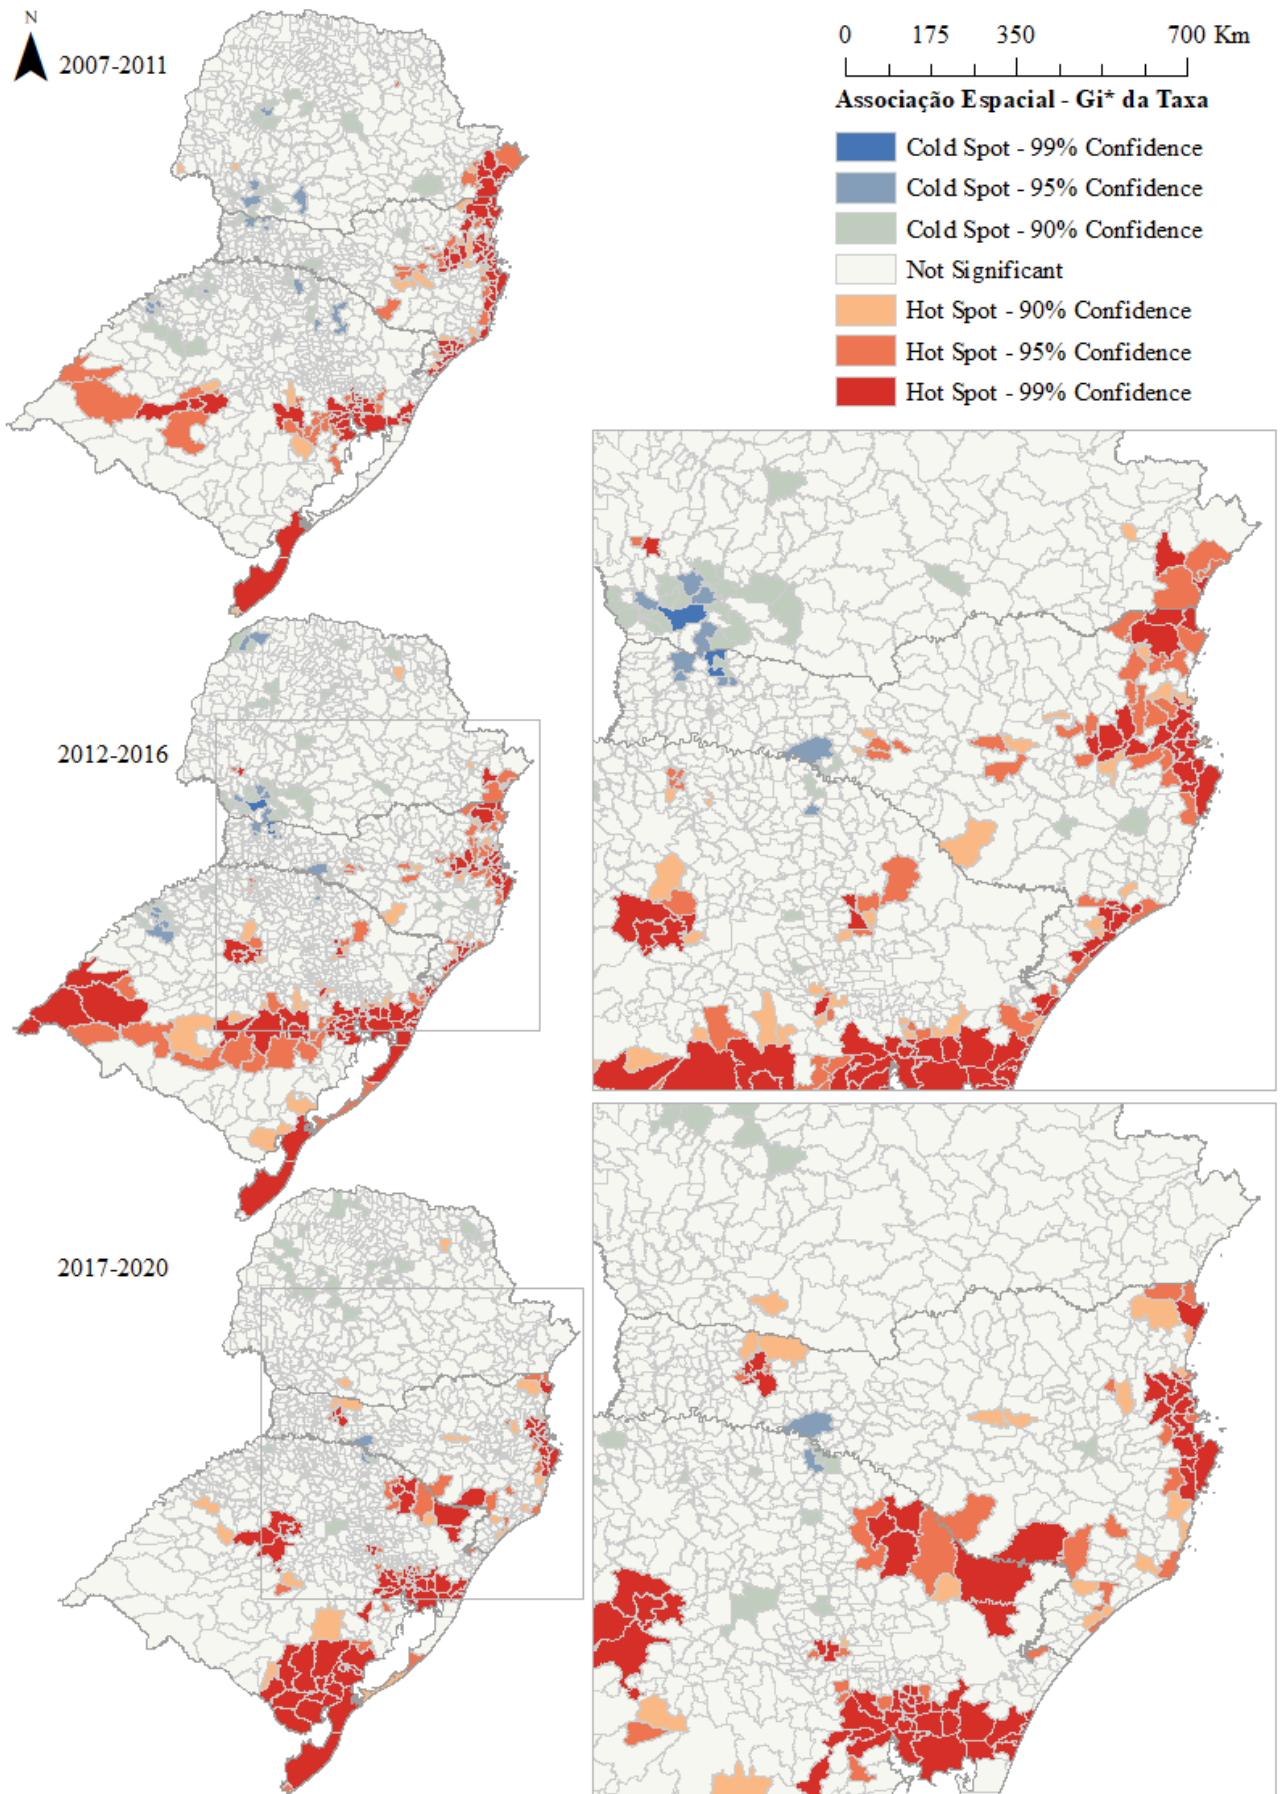 N
2007-2011
0 175 350 700 Km
Associação Espacial - Gi* da Taxa
Cold Spot - 99% Confidence
Cold Spot - 95% Confidence
Cold Spot - 90% Confidence
Not Significant
Hot Spot - 90% Confidence
Hot Spot - 95% Confidence
Hot Spot - 99% Confidence
2012-2016
2017-2020